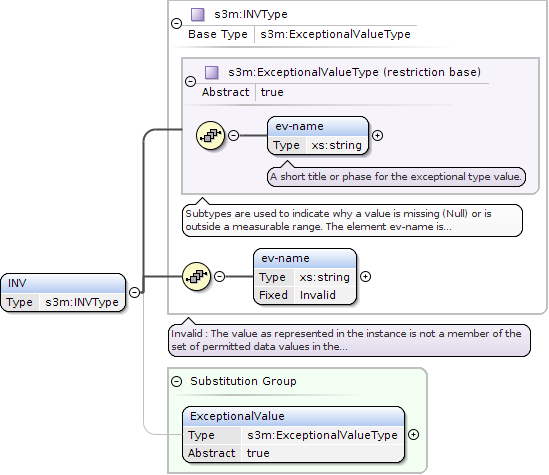 s3m:INVType
Base Type s3m:ExceptionalValueType
s3m:ExceptionalValueType (restriction base)
Abstract true
ev-name
Type xs:string
A short title or phase for the exceptional type value.
Subtypes are used to indicate why a value is missing (Null) or is
outside a measurable range. The element ev-name is...
ev-name
Type xs:string
Fixed Invalid
INV
Type s3m:INVType
Invalid : The value as represented in the instance is not a member of the
set of permitted data values in the...
Substitution Group
ExceptionalValue
Type s3m:ExceptionalValueType
Abstract true